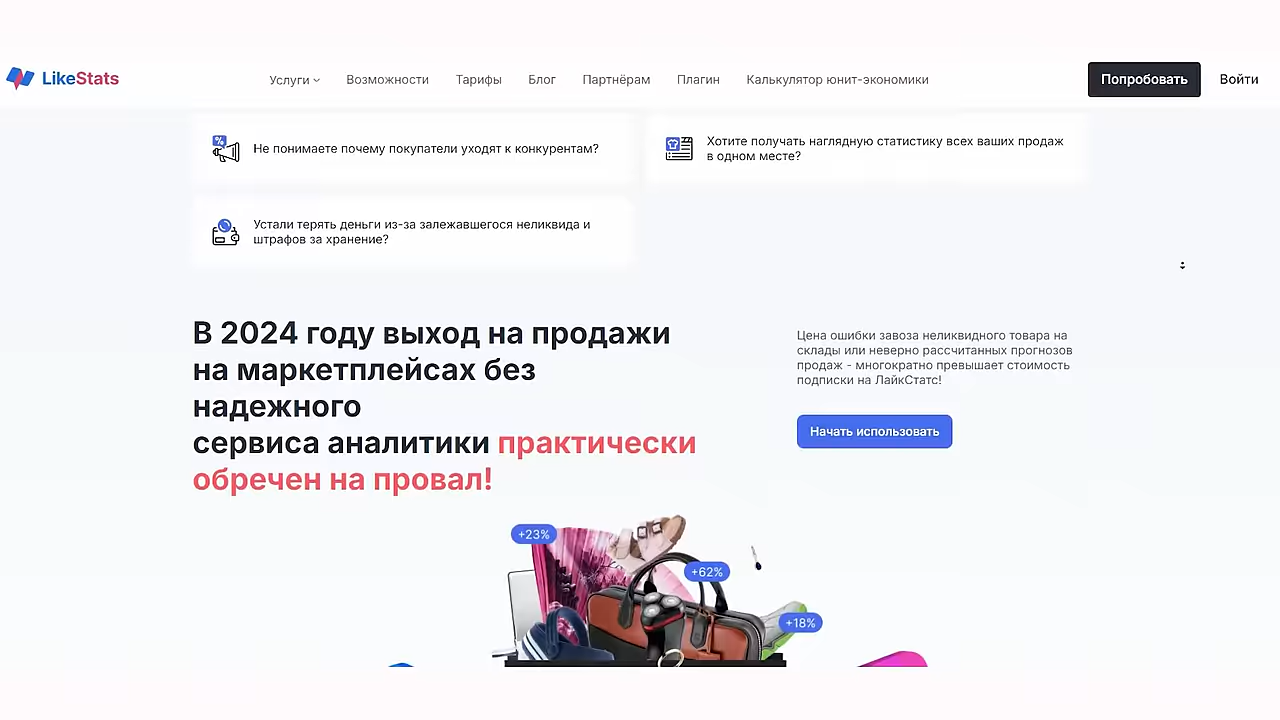 LikeStats
Услуги
Возможности
Тарифы
Блог
Партнёрам
Плагин
Калькулятор юнит-экономики
Попробовать
Войти
Не понимаете почему покупатели уходят к конкурентам?
Хотите получать наглядную статистику всех ваших продаж
в одном месте?
Устали терять деньги из-за залежавшегося неликвида и
штрафов за хранение?
В 2024 году выход на продажи
на маркетплейсах без
надежного
сервиса аналитики практически
обречен на провал!
Цена ошибки завоза неликвидного товара на
склады или неверно рассчитанных прогнозов
продаж - многократно превышает стоимость
подписки на ЛайкСтатс!
Начать использовать
+23%
+62%
+18%